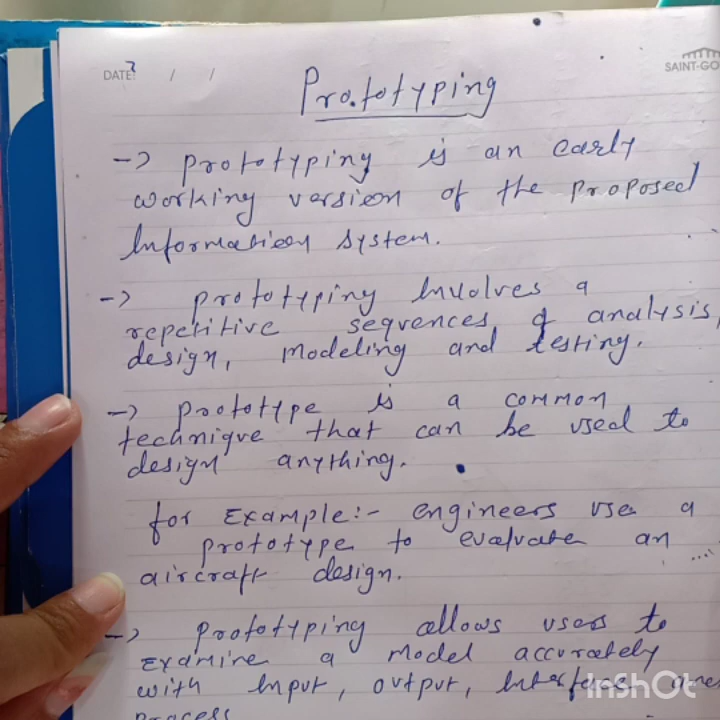 DATE: / /
SAINT-GO
Prototyping
-> prototyping is an early
working version of the proposed
Information system.
-> prototyping Involves a
repetitive sequences of analysis,
design, modeling and testing.
-> prototype is a common
technique that can be used to
design anything.
for Example:- engineers use a
prototype to evaluate an
aircraft design.
-> prototyping allows users to
examine a model accurately
with Input, output, Interface and
process
InShOt